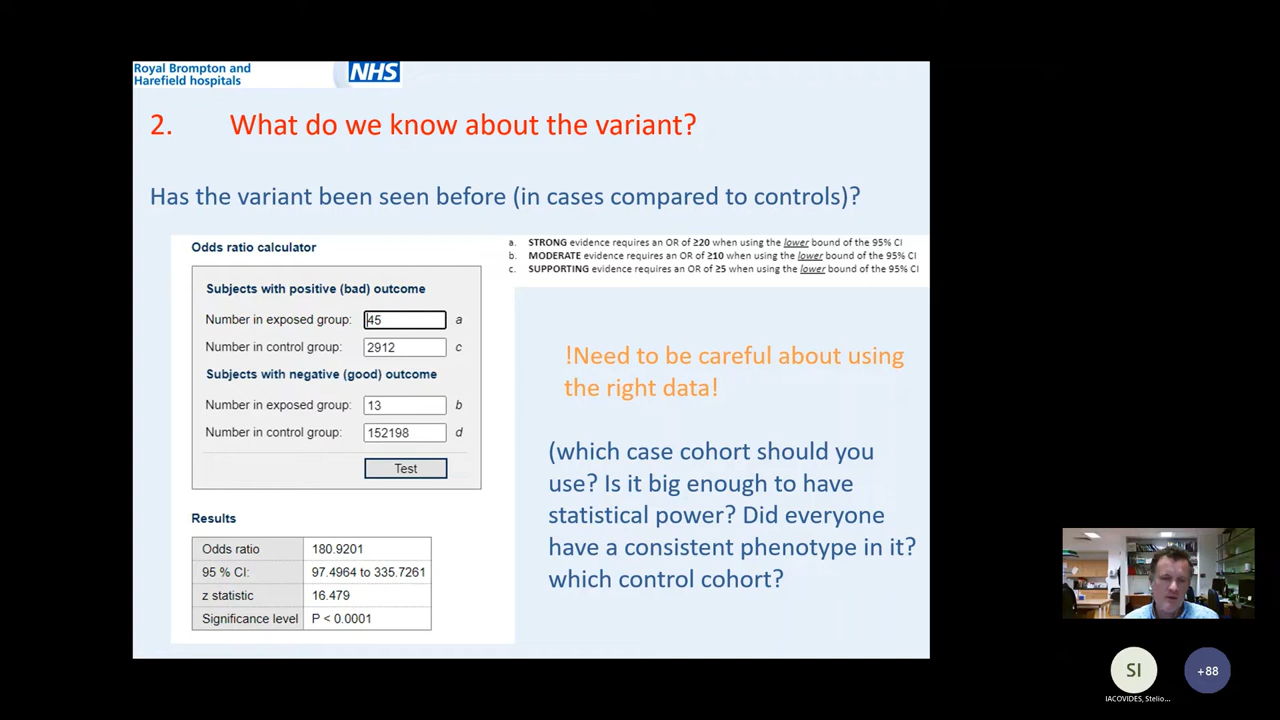 Royal Brompton and
Harefield hospitals
NHS
2. What do we know about the variant?
Has the variant been seen before (in cases compared to controls)?
Odds ratio calculator
Subjects with positive (bad) outcome
Number in exposed group: 45 a
Number in control group: 2912 c
Subjects with negative (good) outcome
Number in exposed group: 13 b
Number in control group: 152198 d
Test
Results
Odds ratio 180.9201
95 % CI: 97.4964 to 335.7261
z statistic 16.479
Significance level P < 0.0001
a. STRONG evidence requires an OR of ≥20 when using the lower bound of the 95% CI
b. MODERATE evidence requires an OR of ≥10 when using the lower bound of the 95% CI
c. SUPPORTING evidence requires an OR of ≥5 when using the lower bound of the 95% CI
!Need to be careful about using
the right data!
(which case cohort should you
use? Is it big enough to have
statistical power? Did everyone
have a consistent phenotype in it?
which control cohort?
SI
+88
IACOVIDES, Stelio...